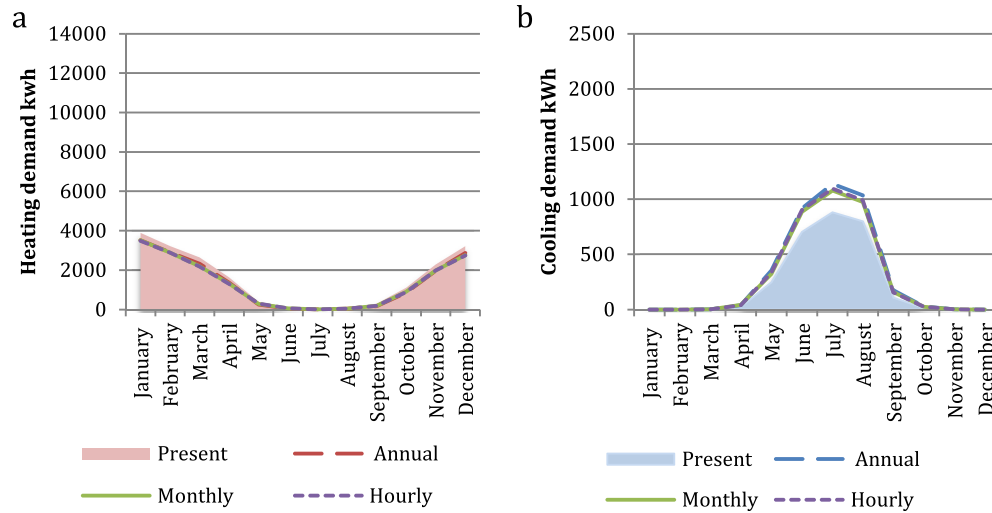 a
Heating demand kwh
14000
12000
10000
8000
6000
4000
2000
0
January
February
March
April
May
June
July
August
September
October
November
December
Present
Annual
Monthly
Hourly
b
Cooling demand kWh
2500
2000
1500
1000
500
0
January
February
March
April
May
June
July
August
September
October
November
December
Present
Annual
Monthly
Hourly